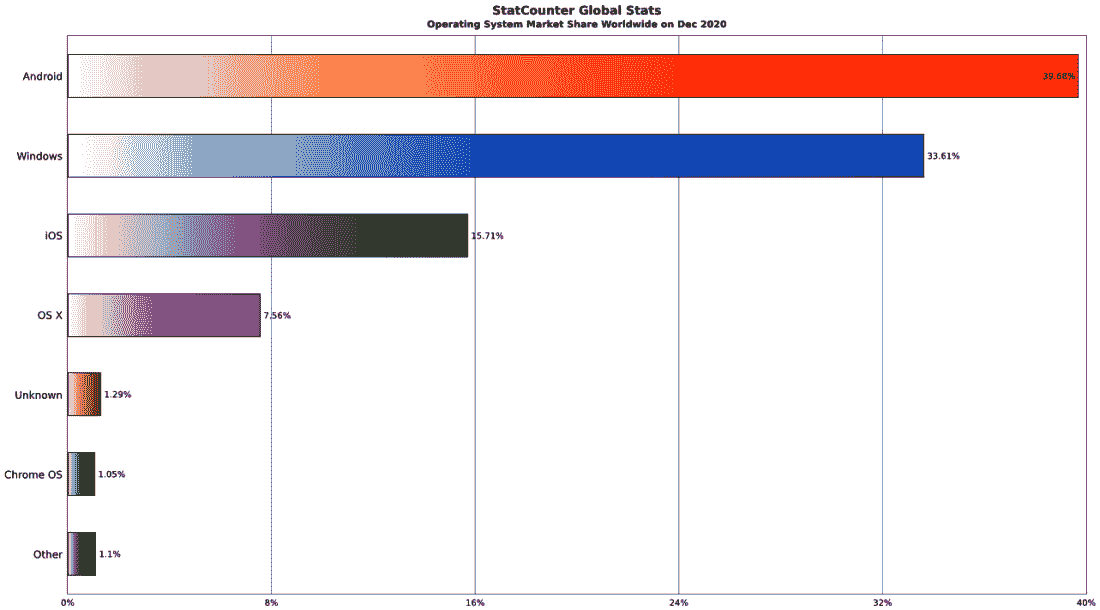 StatCounter Global Stats
Operating System Market Share Worldwide on Dec 2020
Android 39.68%
Windows 33.61%
iOS 15.71%
OS X 7.56%
Unknown 1.29%
Chrome OS 1.05%
Other 1.1%
0% 8% 16% 24% 32% 40%